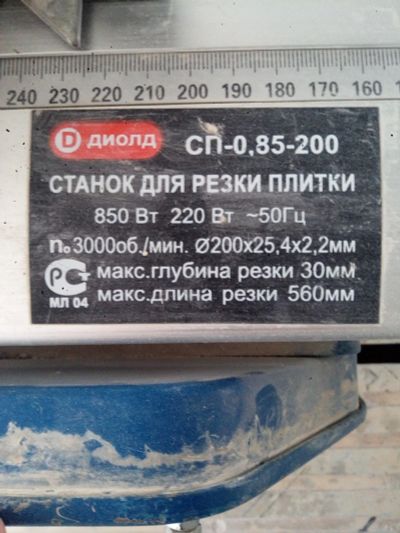 240 230 220 210 200 190 180 170 160
D ДИОЛД СП-0,85-200
СТАНОК ДЛЯ РЕЗКИ ПЛИТКИ
850 Вт 220 Вт ~50Гц
n₀3000об./мин. Ø200x25,4x2,2мм
РС макс.глубина резки 30мм
МЛ 04 макс.длина резки 560мм